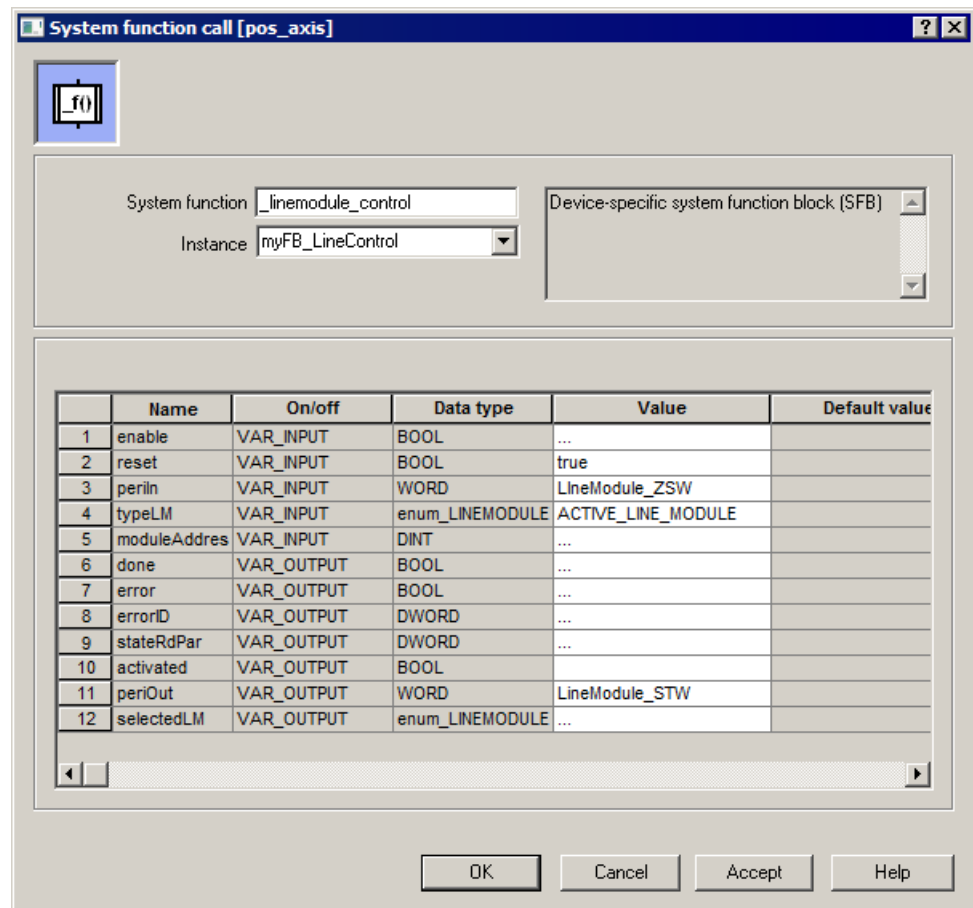 System function call [pos_axis]
_f()
System function _linemodule_control Device-specific system function block (SFB)
Instance myFB_LineControl
Name On/off Data type Value Default value
1 enable VAR_INPUT BOOL ...
2 reset VAR_INPUT BOOL true
3 periIn VAR_INPUT WORD LIneModule_ZSW
4 typeLM VAR_INPUT enum_LINEMODULE ACTIVE_LINE_MODULE
5 moduleAddres VAR_INPUT DINT ...
6 done VAR_OUTPUT BOOL ...
7 error VAR_OUTPUT BOOL ...
8 errorID VAR_OUTPUT DWORD ...
9 stateRdPar VAR_OUTPUT DWORD ...
10 activated VAR_OUTPUT BOOL
11 periOut VAR_OUTPUT WORD LineModule_STW
12 selectedLM VAR_OUTPUT enum_LINEMODULE ...
OK Cancel Accept Help